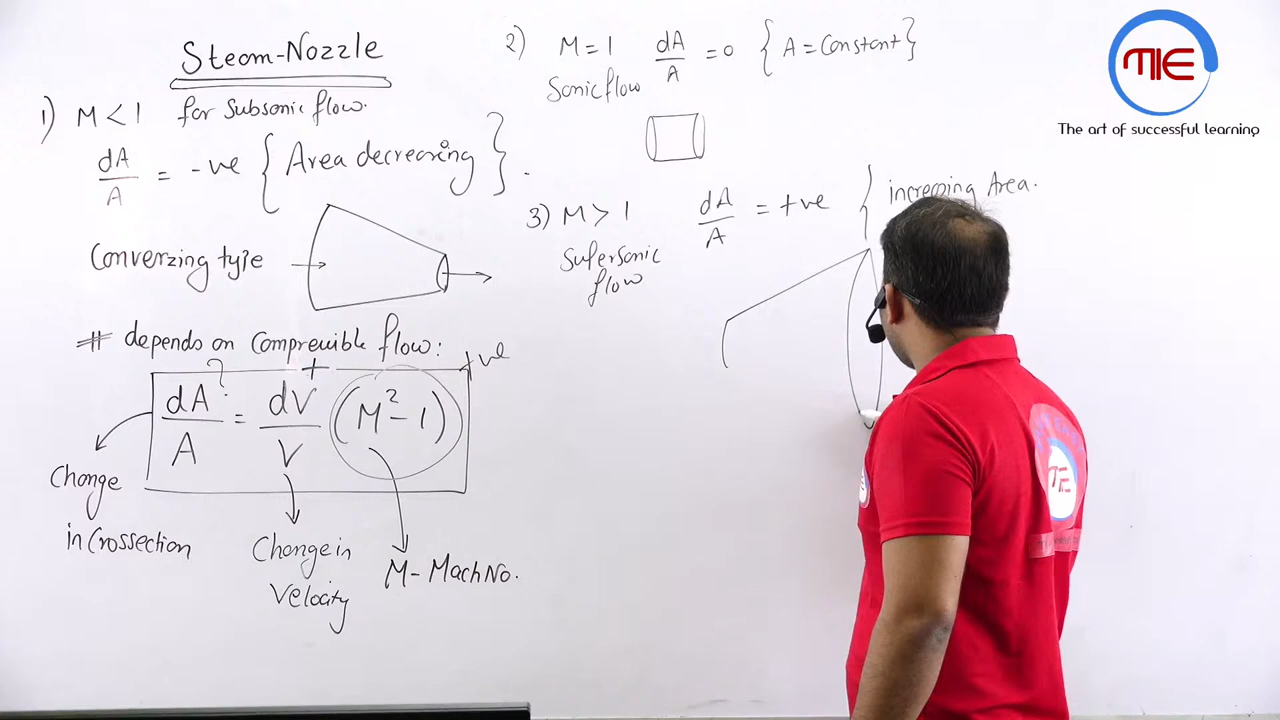 Steam-Nozzle
1) M < 1 for Subsonic flow.
dA/A = -ve { Area decreasing } .
Converzing type
# depends on Compressible flow:
+ +ve
dA/A ? = dV/V (M² - 1)
Change in Crossection
Change in Velocity
M - Mach No.
2) M = 1 dA/A = 0 { A = Constant }
Sonic flow
3) M > 1 dA/A = +ve { increasing Area.
Supersonic flow
TIE
The art of successful learning